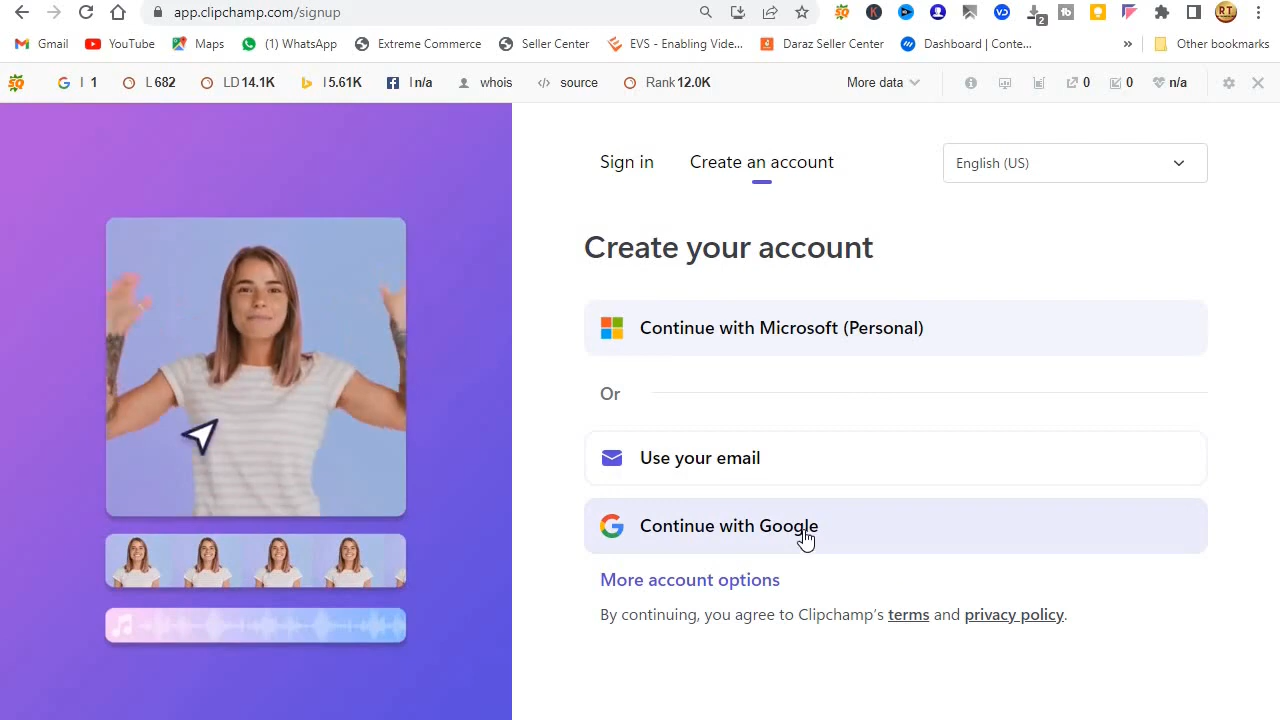 app.clipchamp.com/signup
2
RT
Gmail YouTube Maps (1) WhatsApp Extreme Commerce Seller Center EVS - Enabling Vide... Daraz Seller Center Dashboard | Conte... » Other bookmarks
I 1 L 682 LD 14.1K I 5.61K I n/a whois source Rank 12.0K More data 0 0 n/a
Sign in Create an account English (US)
Create your account
Continue with Microsoft (Personal)
Or
Use your email
Continue with Google
More account options
By continuing, you agree to Clipchamp's terms and privacy policy.